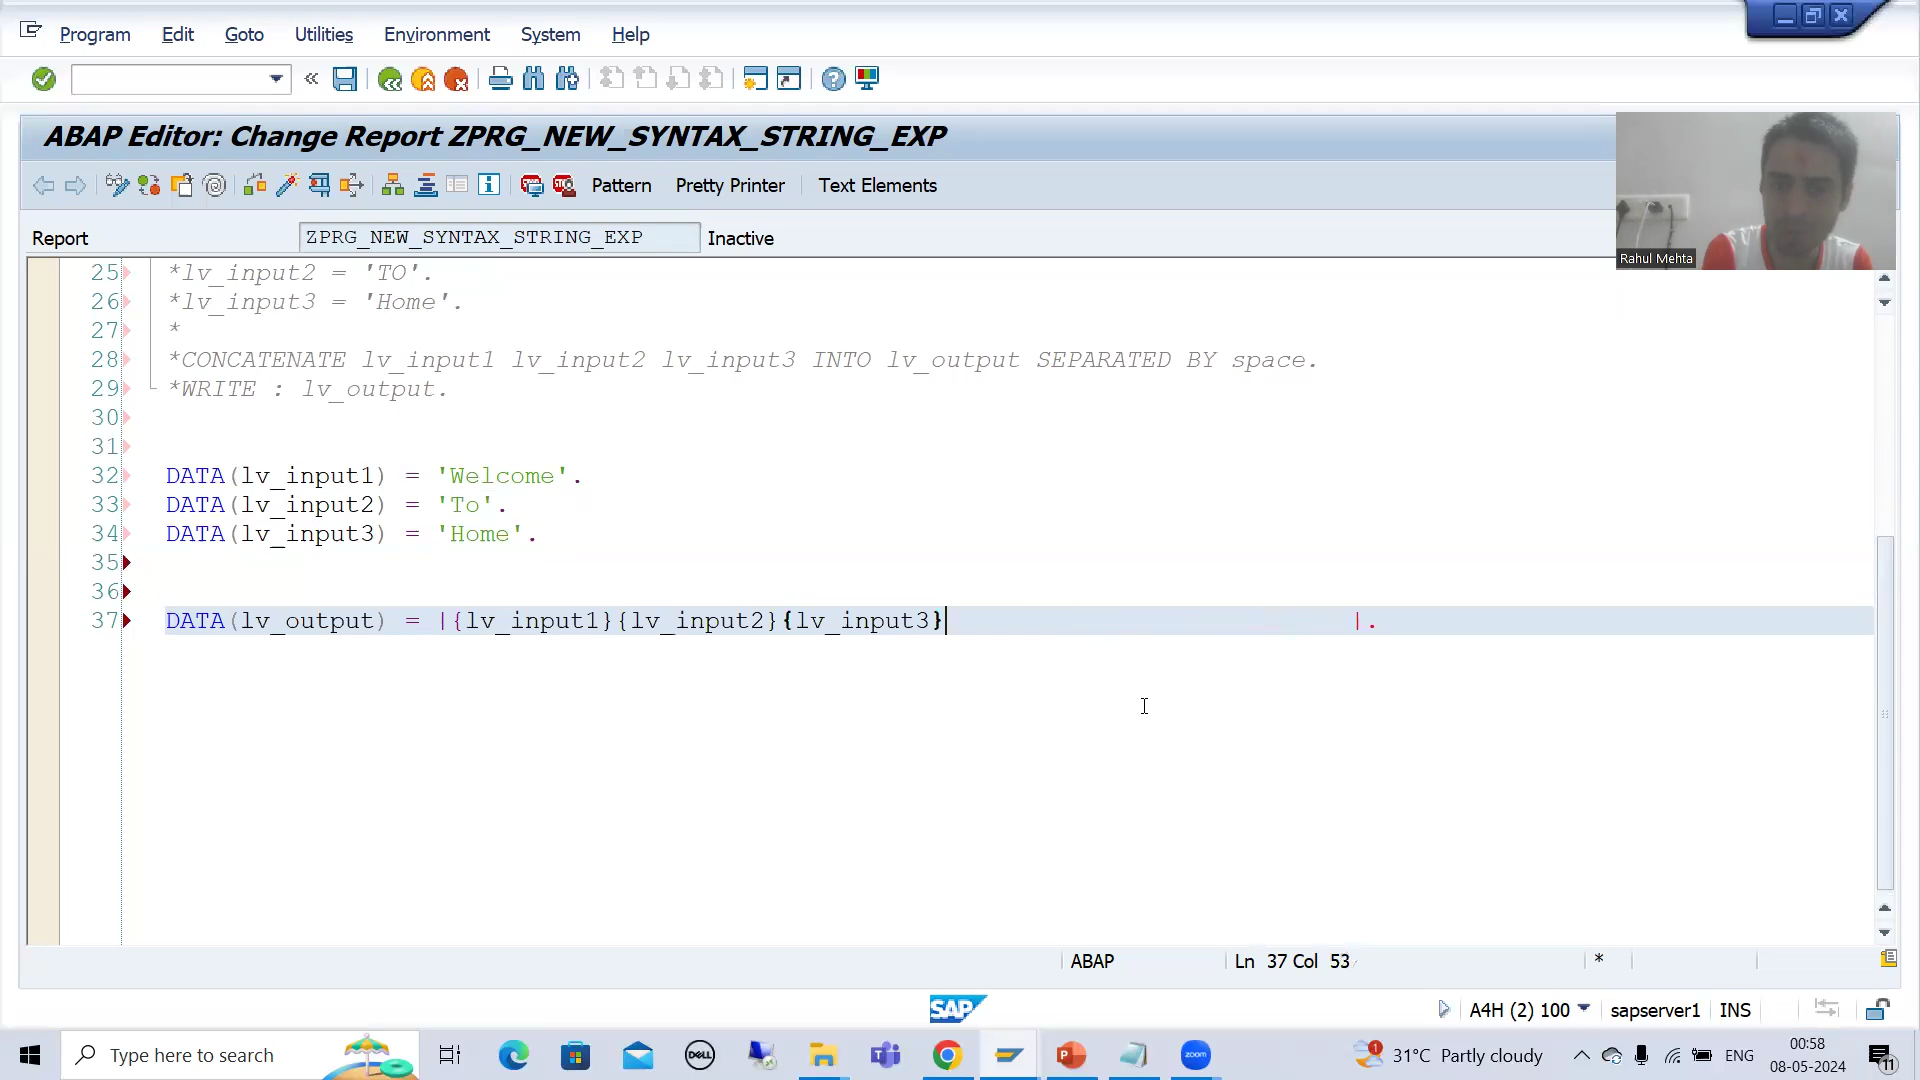 Program Edit Goto Utilities Environment System Help
ABAP Editor: Change Report ZPRG_NEW_SYNTAX_STRING_EXP
Pattern Pretty Printer Text Elements
Report ZPRG_NEW_SYNTAX_STRING_EXP Inactive
Rahul Mehta
25 *lv_input2 = 'TO'.
26 *lv_input3 = 'Home'.
27 *
28 *CONCATENATE lv_input1 lv_input2 lv_input3 INTO lv_output SEPARATED BY space.
29 *WRITE : lv_output.
30
31
32 DATA(lv_input1) = 'Welcome'.
33 DATA(lv_input2) = 'To'.
34 DATA(lv_input3) = 'Home'.
35
36
37 DATA(lv_output) = |{lv_input1}{lv_input2}{lv_input3} |.
ABAP Ln 37 Col 53 *
SAP A4H (2) 100 sapserver1 INS
Type here to search DELL zoom 1 31°C Partly cloudy ENG 00:58
08-05-2024 11